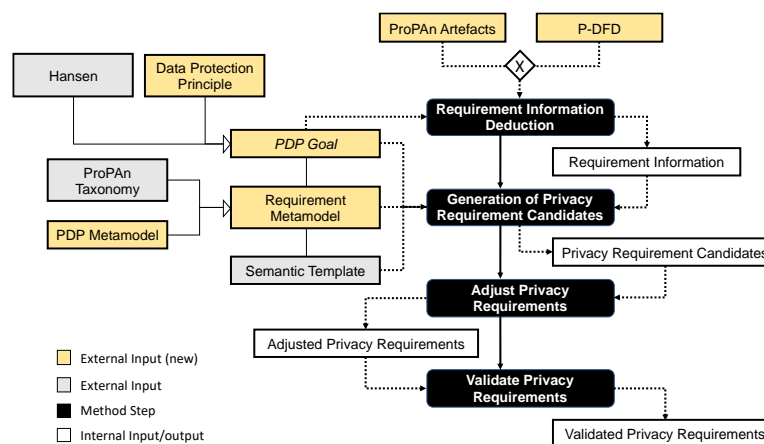 ProPAn Artefacts
P-DFD
Hansen
Data Protection
Principle
X
Requirement Information
Deduction
PDP Goal
Requirement Information
ProPAn
Taxonomy
Requirement
Metamodel
Generation of Privacy
Requirement Candidates
PDP Metamodel
Semantic Template
Privacy Requirement Candidates
Adjust Privacy
Requirements
Adjusted Privacy Requirements
External Input (new)
External Input
Method Step
Internal Input/output
Validate Privacy
Requirements
Validated Privacy Requirements